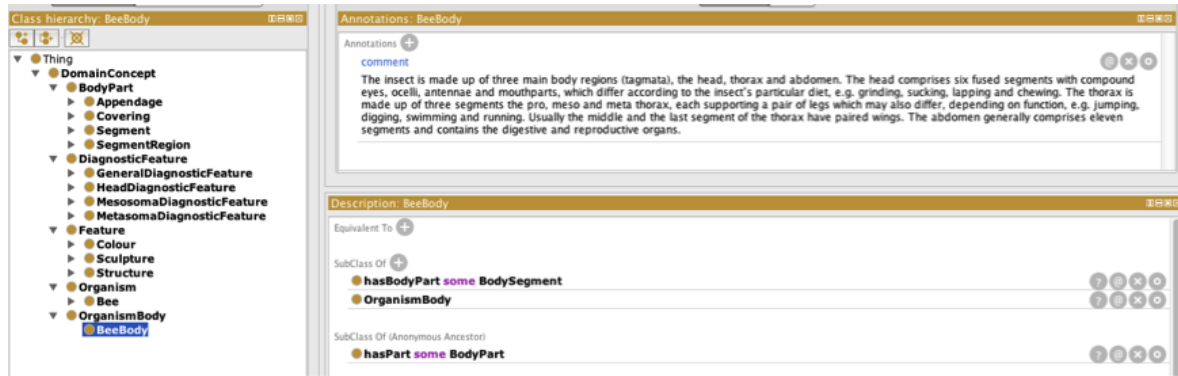 Class hierarchy: BeeBody
Thing
DomainConcept
BodyPart
Appendage
Covering
Segment
SegmentRegion
DiagnosticFeature
GeneralDiagnosticFeature
HeadDiagnosticFeature
MesosomaDiagnosticFeature
MetasomaDiagnosticFeature
Feature
Colour
Sculpture
Structure
Organism
Bee
OrganismBody
BeeBody
Annotations: BeeBody
Annotations
comment
The insect is made up of three main body regions (tagmata), the head, thorax and abdomen. The head comprises six fused segments with compound
eyes, ocelli, antennae and mouthparts, which differ according to the insect's particular diet, e.g. grinding, sucking, lapping and chewing. The thorax is
made up of three segments the pro, meso and meta thorax, each supporting a pair of legs which may also differ, depending on function, e.g. jumping,
digging, swimming and running. Usually the middle and the last segment of the thorax have paired wings. The abdomen generally comprises eleven
segments and contains the digestive and reproductive organs.
Description: BeeBody
Equivalent To
SubClass Of
hasBodyPart some BodySegment
OrganismBody
SubClass Of (Anonymous Ancestor)
hasPart some BodyPart